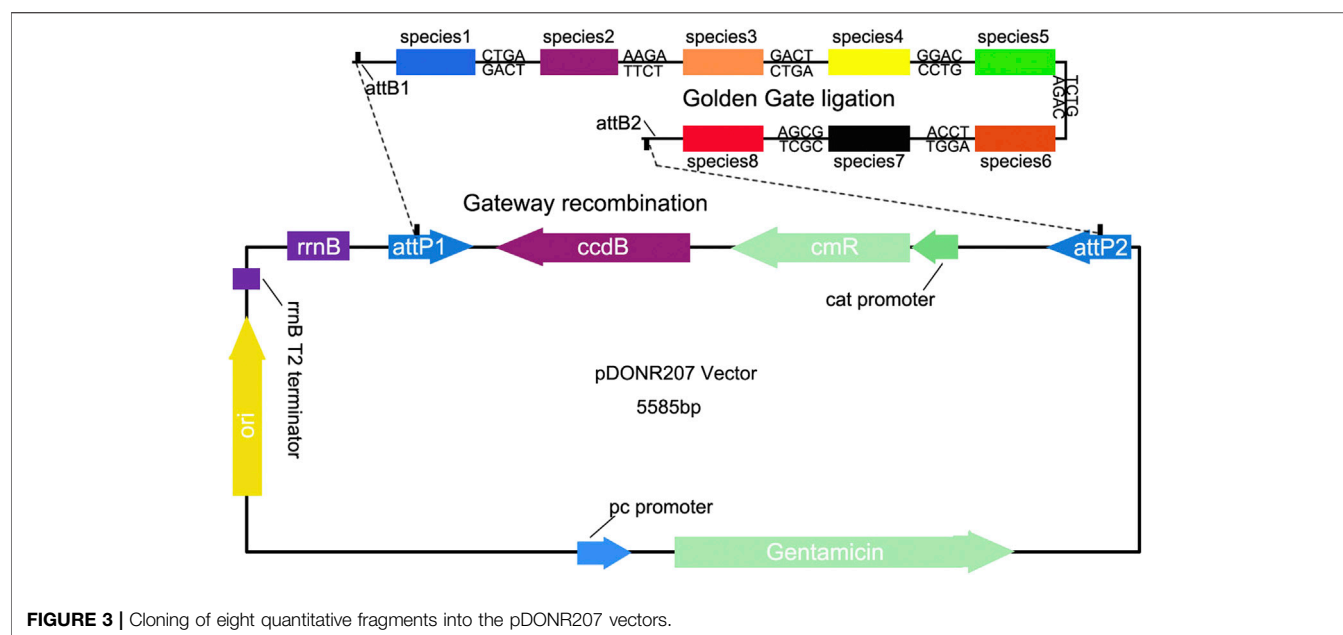 species1
species2
species3
species4
species5
CTGA
GACT
AAGA
TTCT
GACT
CTGA
GGAC
CCTG
TCTG
AGAC
attB1
Golden Gate ligation
attB2
AGCG
TCGC
ACCT
TGGA
species8
species7
species6
Gateway recombination
rrnB
attP1
ccdB
cmR
attP2
cat promoter
rrnB T2 terminator
ori
pDONR207 Vector
5585bp
pc promoter
Gentamicin
FIGURE 3 | Cloning of eight quantitative fragments into the pDONR207 vectors.